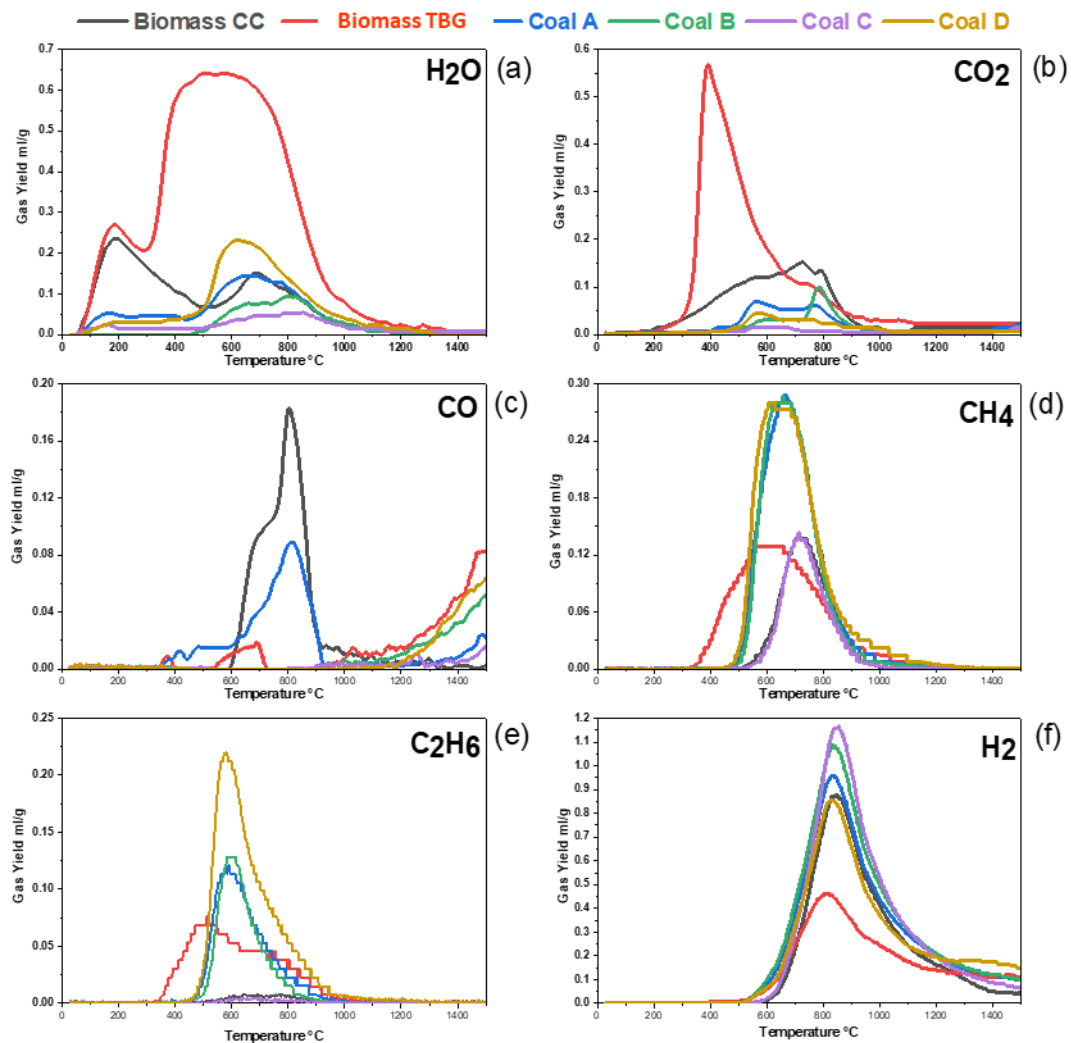 Biomass CC Biomass TBG Coal A Coal B Coal C Coal D
H2O (a)
Gas Yield ml/g
0.7
0.6
0.5
0.4
0.3
0.2
0.1
0.0
0 200 400 600 800 1000 1200 1400
Temperature °C
CO2 (b)
Gas Yield ml/g
0.6
0.5
0.4
0.3
0.2
0.1
0.0
0 200 400 600 800 1000 1200 1400
Temperature °C
CO (c)
Gas Yield ml/g
0.20
0.16
0.12
0.08
0.04
0.00
0 200 400 600 800 1000 1200 1400
Temperature °C
CH4 (d)
Gas Yield ml/g
0.30
0.24
0.18
0.12
0.06
0.00
0 200 400 600 800 1000 1200 1400
Temperature °C
C2H6 (e)
Gas Yield ml/g
0.25
0.20
0.15
0.10
0.05
0.00
0 200 400 600 800 1000 1200 1400
Temperature °C
H2 (f)
Gas Yield ml/g
1.2
1.1
1.0
0.9
0.8
0.7
0.6
0.5
0.4
0.3
0.2
0.1
0.0
0 200 400 600 800 1000 1200 1400
Temperature °C